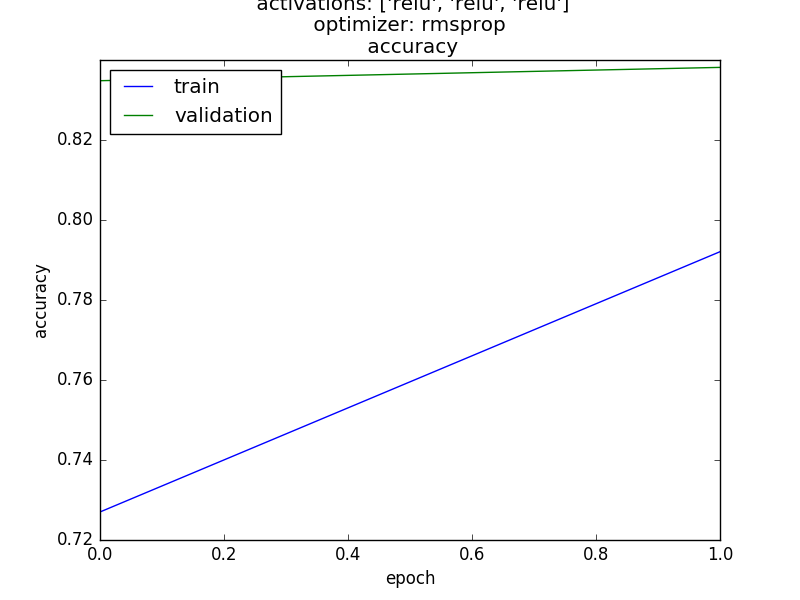 activations: ['relu', 'relu', 'relu']
optimizer: rmsprop
accuracy
train
validation
0.82
0.80
0.78
0.76
0.74
0.72
accuracy
0.0 0.2 0.4 0.6 0.8 1.0
epoch